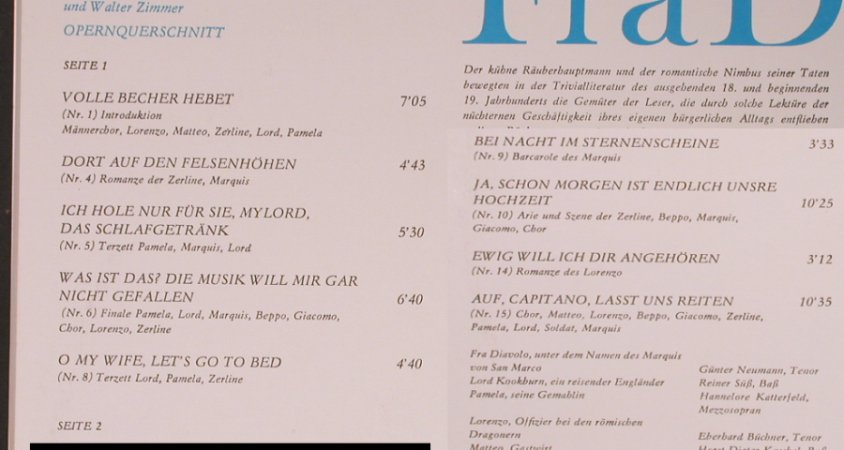 und Walter Zimmer
OPERNQUERSCHNITT
SEITE 1
VOLLE BECHER HEBET 7'05
(Nr. 1) Introduktion
Männerchor, Lorenzo, Matteo, Zerline, Lord, Pamela
DORT AUF DEN FELSENHÖHEN 4'43
(Nr. 4) Romanze der Zerline, Marquis
ICH HOLE NUR FÜR SIE, MYLORD,
DAS SCHLAFGETRÄNK 5'30
(Nr. 5) Terzett Pamela, Marquis, Lord
WAS IST DAS? DIE MUSIK WILL MIR GAR
NICHT GEFALLEN 6'40
(Nr. 6) Finale Pamela, Lord, Marquis, Beppo, Giacomo,
Chor, Lorenzo, Zerline
O MY WIFE, LET'S GO TO BED 4'40
(Nr. 8) Terzett Lord, Pamela, Zerline
SEITE 2
Fra D
Der kühne Räuberhauptmann und der romantische Nimbus seiner Taten
bewegten in der Trivialliteratur des ausgehenden 18. und beginnenden
19. Jahrhunderts die Gemüter der Leser, die durch solche Lektüre der
nüchternen Geschäftigkeit ihres eigenen bürgerlichen Alltags entfliehen
BEI NACHT IM STERNENSCHEINE 3'33
(Nr. 9) Barcarole des Marquis
JA, SCHON MORGEN IST ENDLICH UNSRE
HOCHZEIT 10'25
(Nr. 10) Arie und Szene der Zerline, Beppo, Marquis,
Giacomo, Chor
EWIG WILL ICH DIR ANGEHÖREN 3'12
(Nr. 14) Romanze des Lorenzo
AUF, CAPITANO, LASST UNS REITEN 10'35
(Nr. 15) Chor, Matteo, Lorenzo, Beppo, Giacomo, Zerline,
Pamela, Lord, Soldat, Marquis
Fra Diavolo, unter dem Namen des Marquis
von San Marco Günter Neumann, Tenor
Lord Kookburn, ein reisender Engländer Reiner Süß, Baß
Pamela, seine Gemahlin Hannelore Katterfeld,
Mezzosopran
Lorenzo, Offizier bei den römischen
Dragonern Eberhard Büchner, Tenor
Matteo, Gastwirt